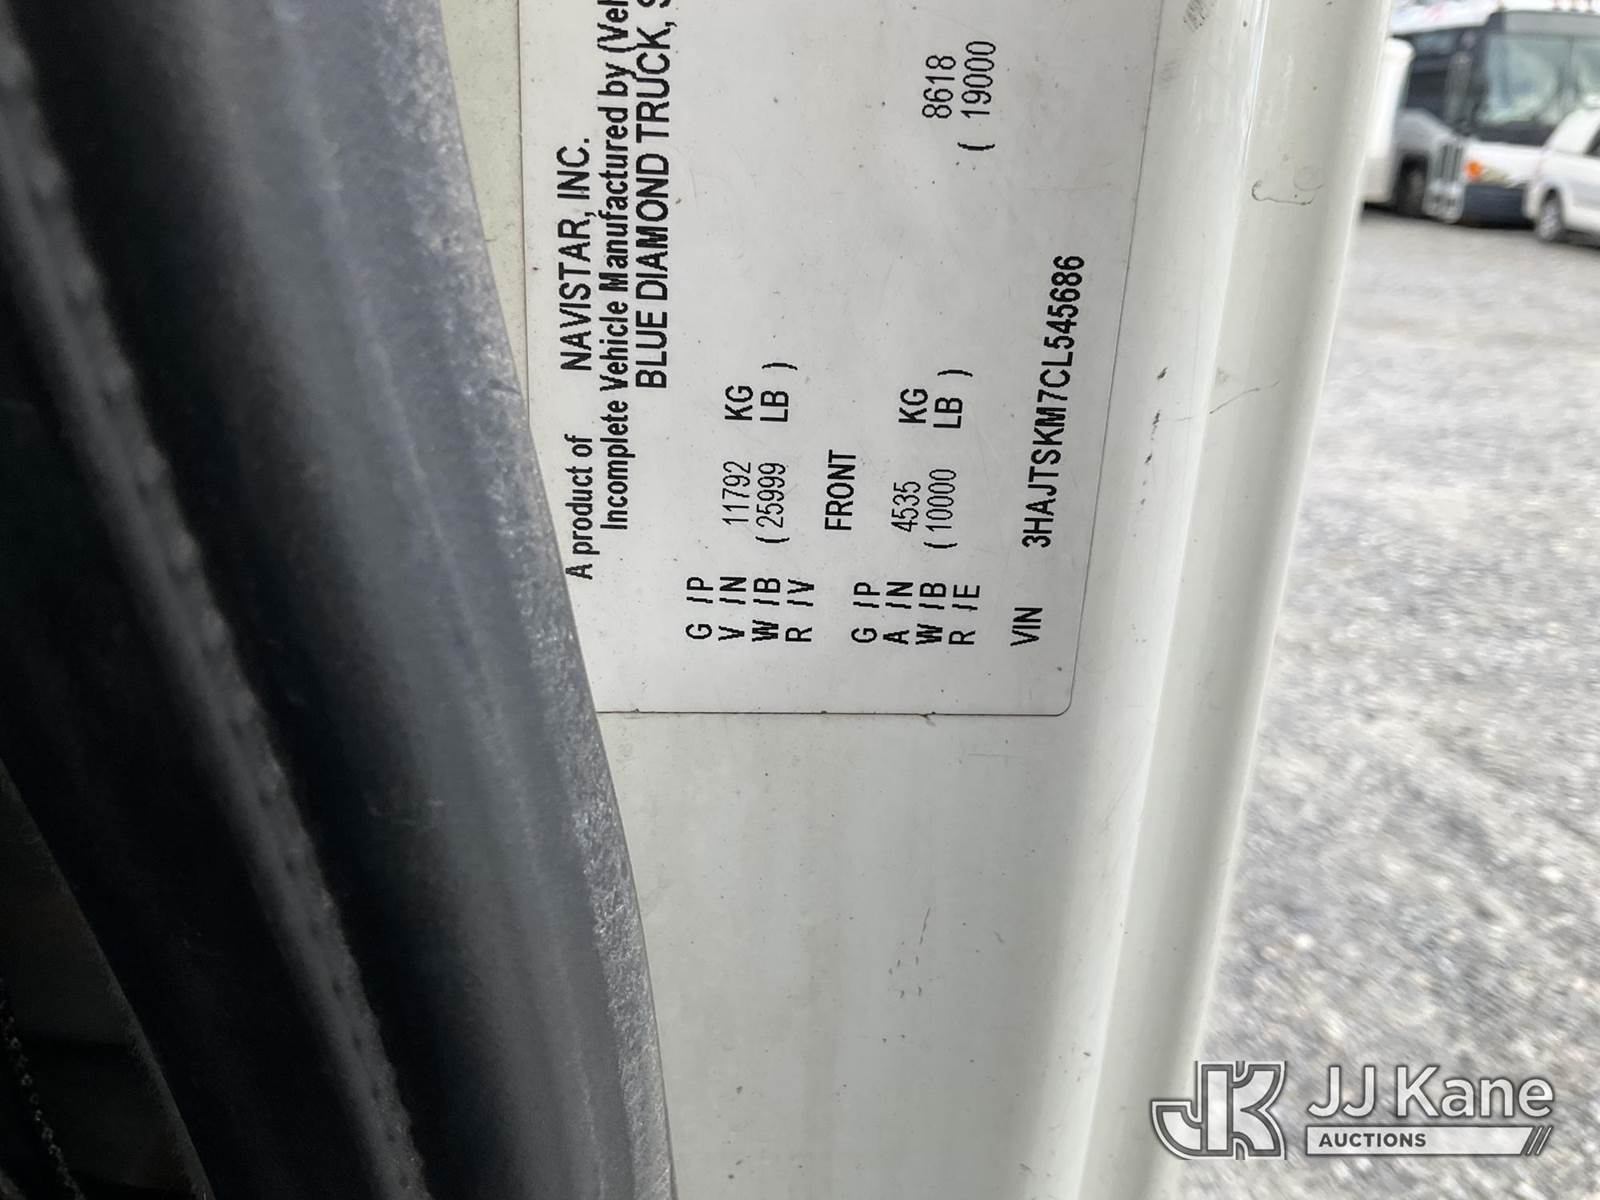 A product of NAVISTAR, INC.
Incomplete Vehicle Manufactured by
BLUE DIAMOND TRUCK,
G /P
V /N 11792 KG
W /B ( 25999 LB )
R /V
FRONT
G /P
A /N 4535 KG 8618
W /B ( 10000 LB ) ( 19000
R /E
VIN 3HAJTSKM7CL545686
JK JJ Kane
AUCTIONS